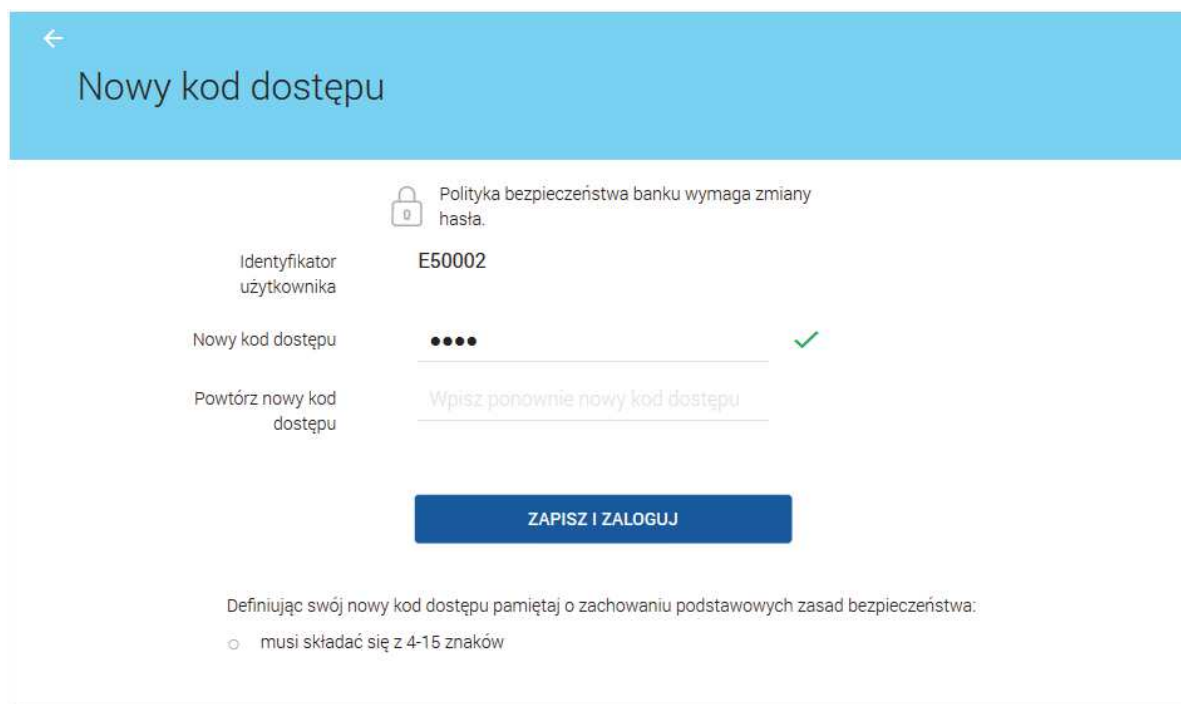 Nowy kod dostępu
Polityka bezpieczeństwa banku wymaga zmiany
hasła.
Identyfikator
użytkownika
E50002
Nowy kod dostępu
••••
Powtórz nowy kod
dostępu
Wpisz ponownie nowy kod dostępu
ZAPISZ I ZALOGUJ
Definiując swój nowy kod dostępu pamiętaj o zachowaniu podstawowych zasad bezpieczeństwa:
musi składać się z 4-15 znaków